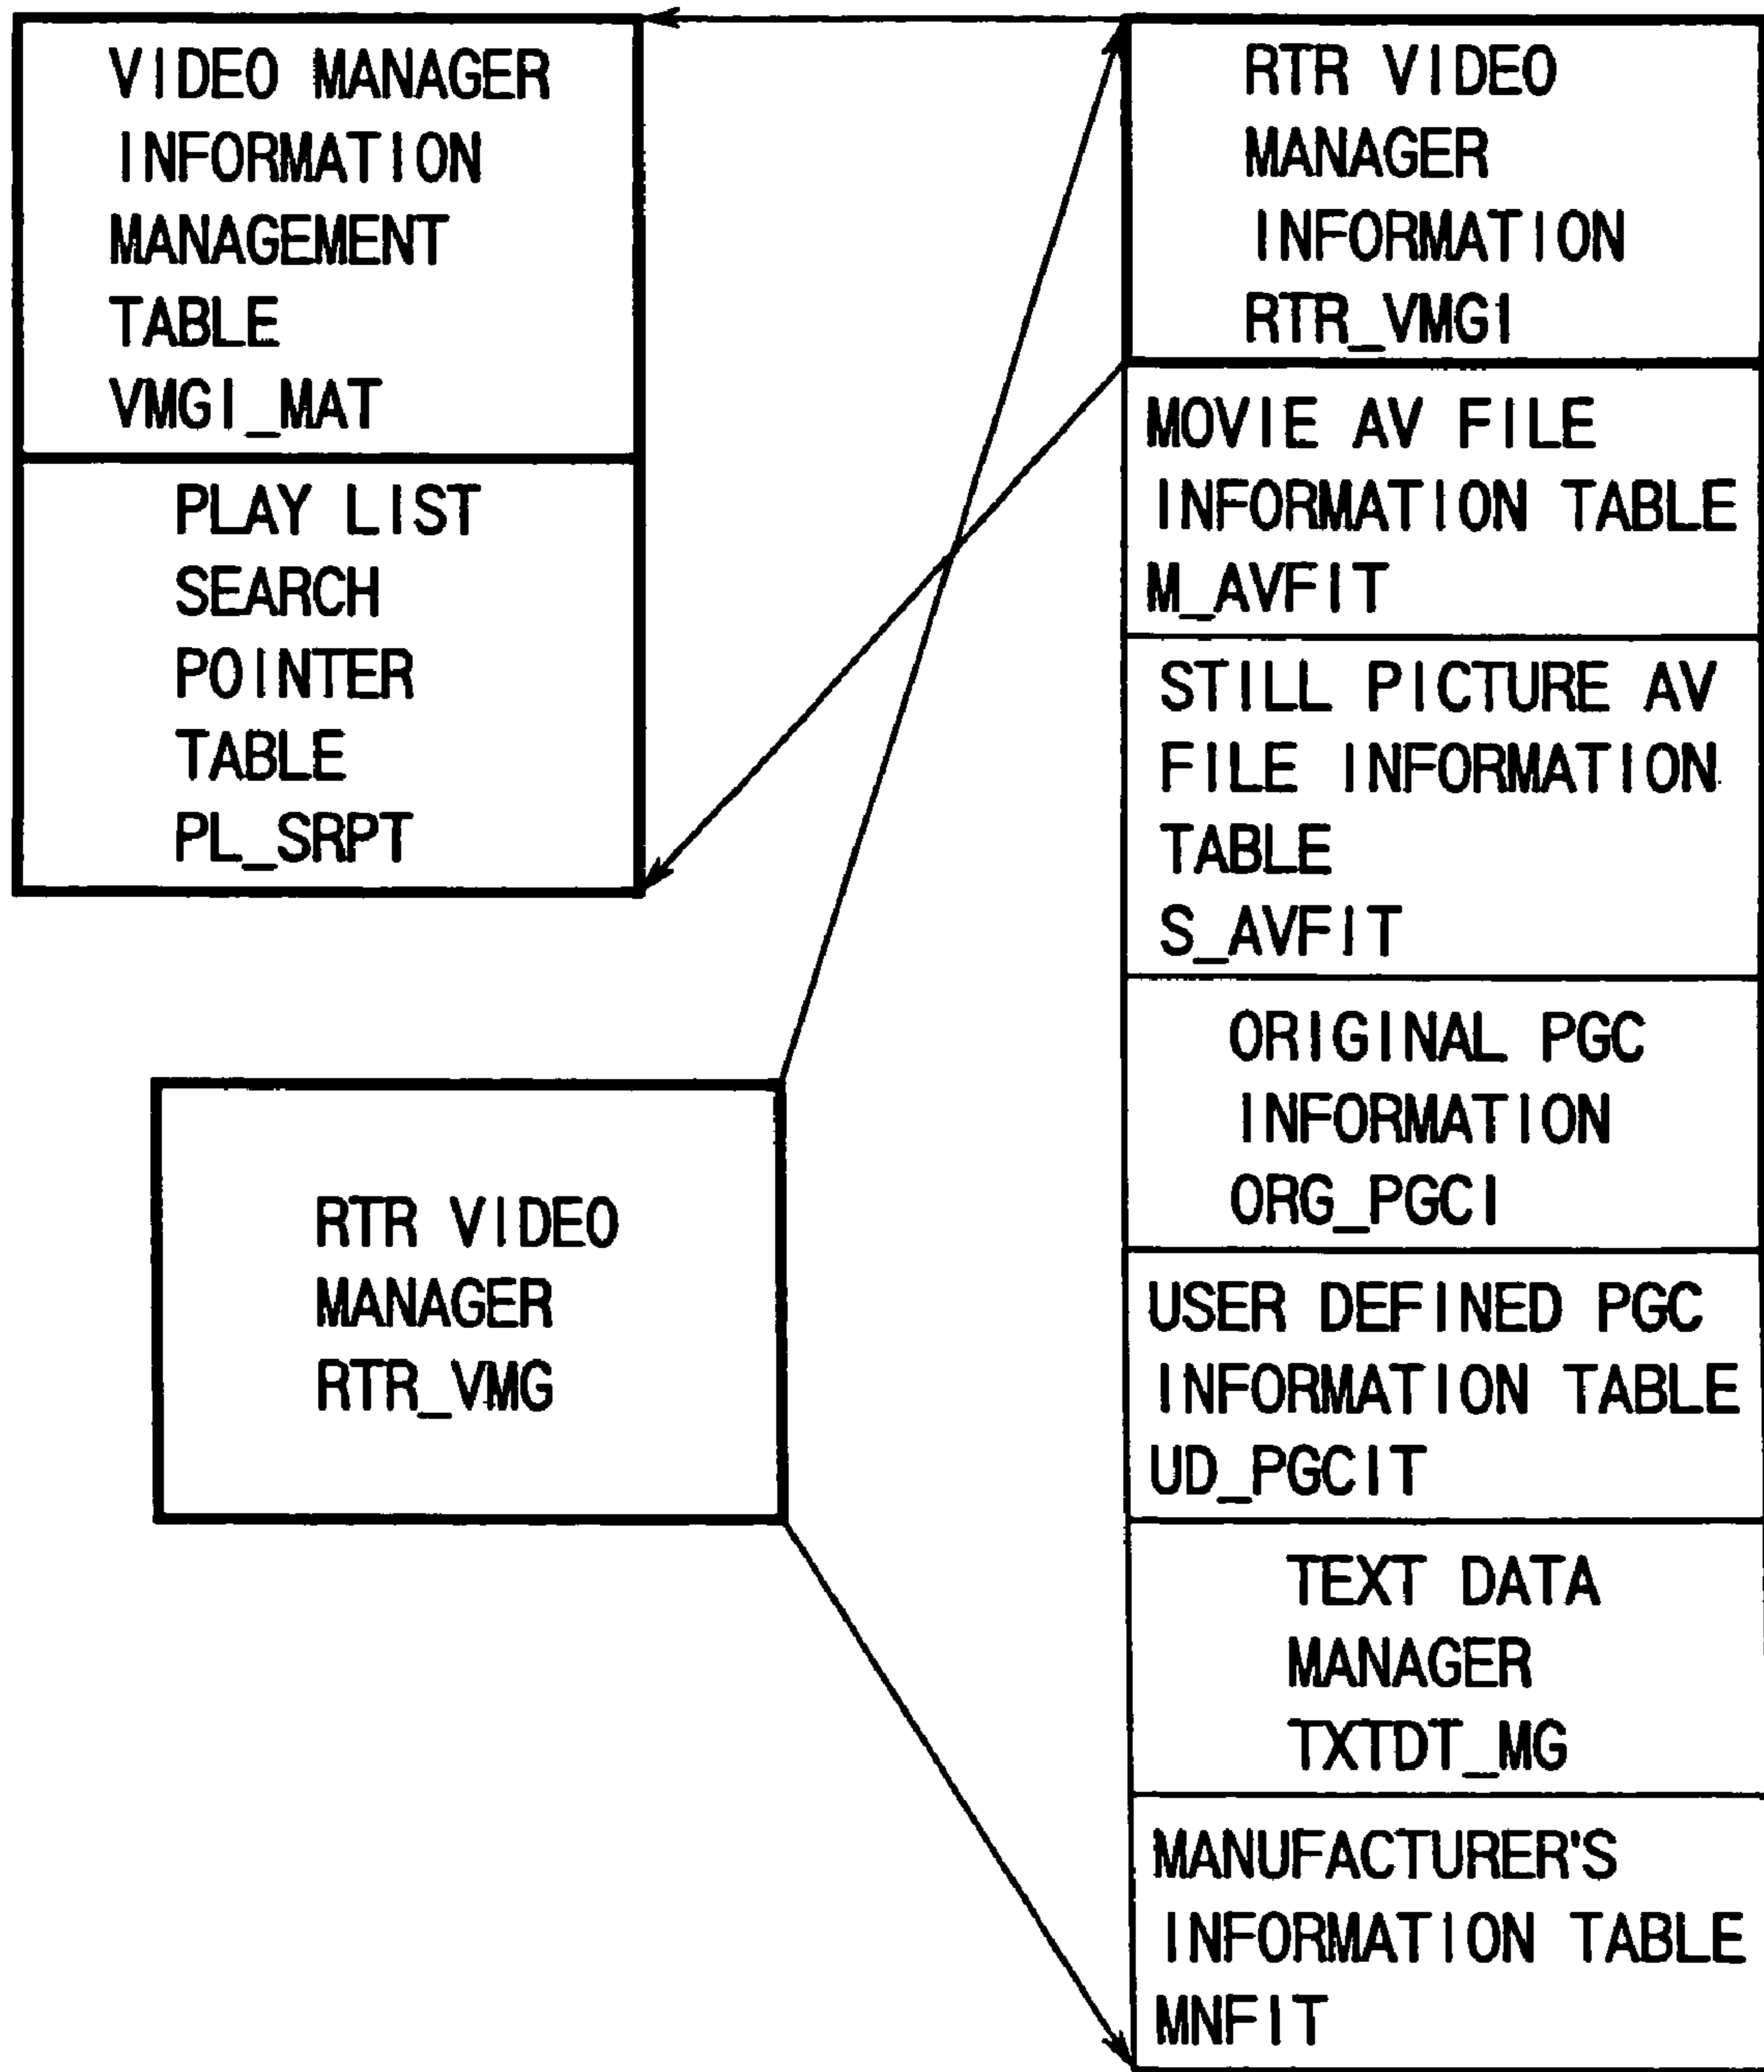 VIDEO MANAGER
INFORMATION
MANAGEMENT
TABLE
VMGI_MAT
PLAY LIST
SEARCH
POINTER
TABLE
PL_SRPT
RTR VIDEO
MANAGER
RTR_VMG
RTR VIDEO
MANAGER
INFORMATION
RTR_VMGI
MOVIE AV FILE
INFORMATION TABLE
M_AVFIT
STILL PICTURE AV
FILE INFORMATION
TABLE
S_AVFIT
ORIGINAL PGC
INFORMATION
ORG_PGCI
USER DEFINED PGC
INFORMATION TABLE
UD_PGCIT
TEXT DATA
MANAGER
TXTDT_MG
MANUFACTURER'S
INFORMATION TABLE
MNFIT